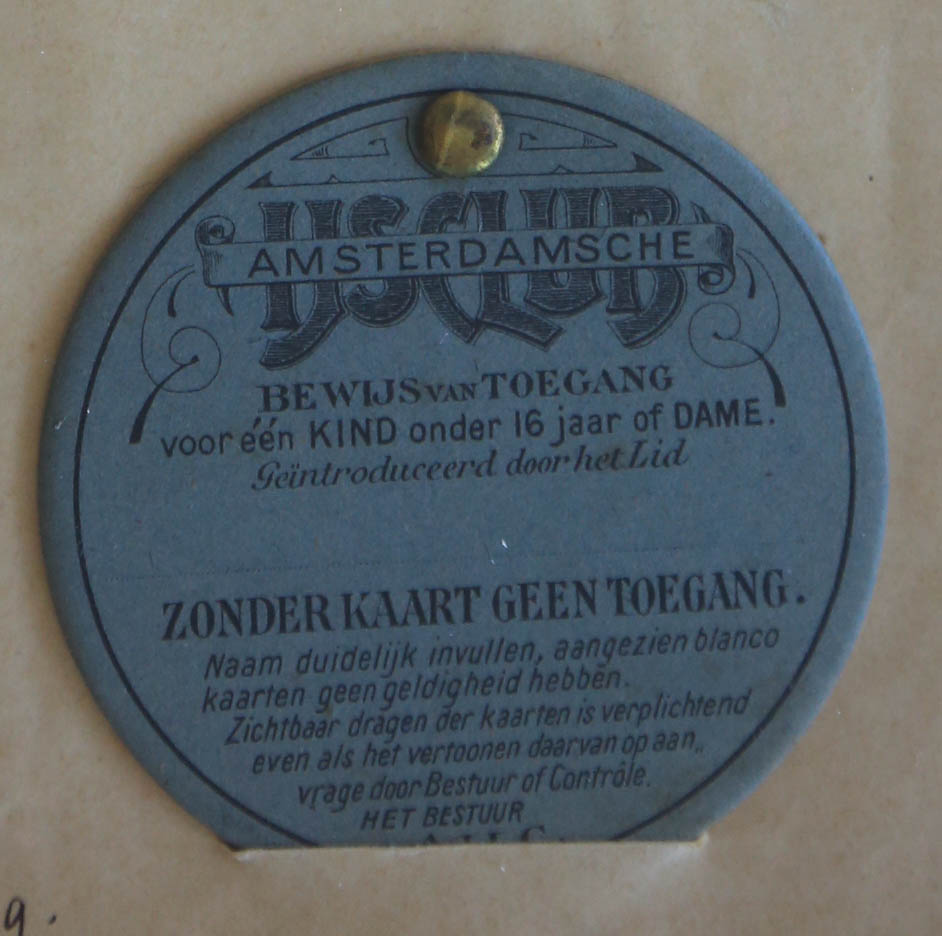 IJSCLUB
AMSTERDAMSCHE
BEWIJS VAN TOEGANG
voor één KIND onder 16 jaar of DAME.
Geïntroduceerd door het Lid
ZONDER KAART GEEN TOEGANG.
Naam duidelijk invullen, aangezien blanco
kaarten geen geldigheid hebben.
Zichtbaar dragen der kaarten is verplichtend
even als het vertoonen daarvan op aan„
vrage door Bestuur of Contrôle.
HET BESTUUR
9.